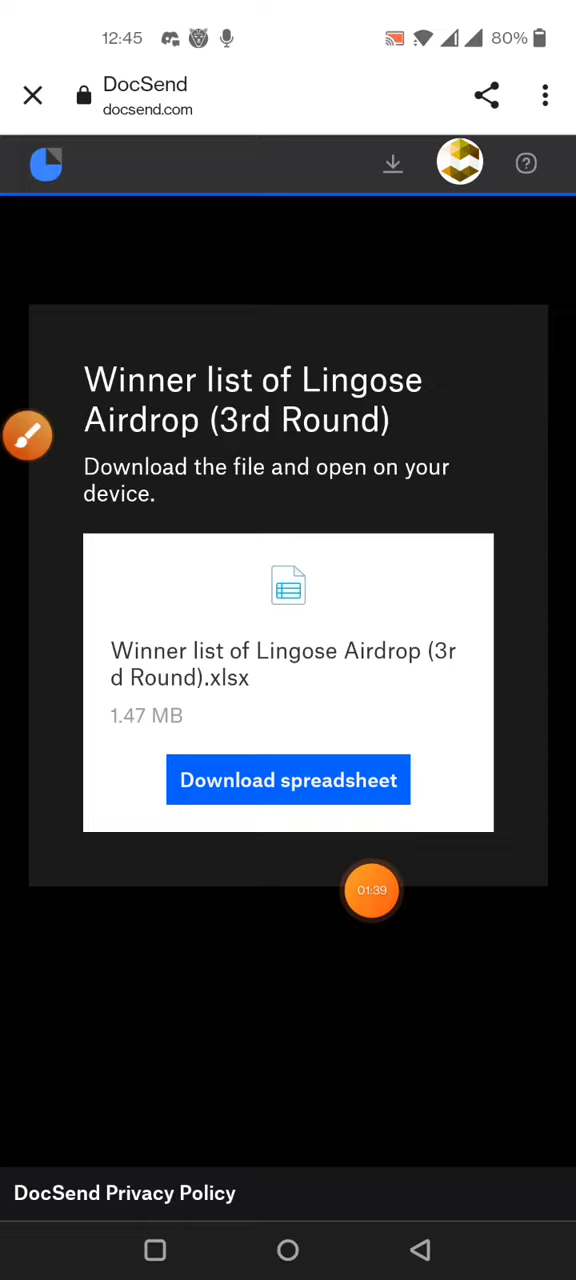 12:45
80%
DocSend
docsend.com
Winner list of Lingose
Airdrop (3rd Round)
Download the file and open on your
device.
Winner list of Lingose Airdrop (3r
d Round).xlsx
1.47 MB
Download spreadsheet
01:39
DocSend Privacy Policy